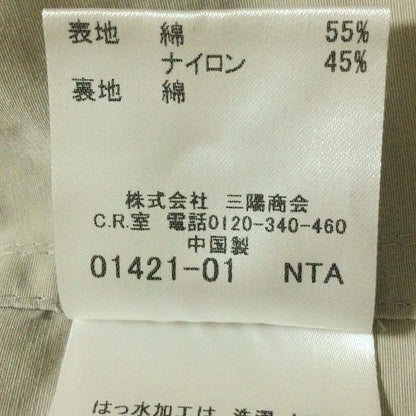 表地 綿 55%
ナイロン 45%
裏地 綿
株式会社 三陽商会
C.R.室 電話0120-340-460
中国製
01421-01 NTA
はっ水加工は、洗濯